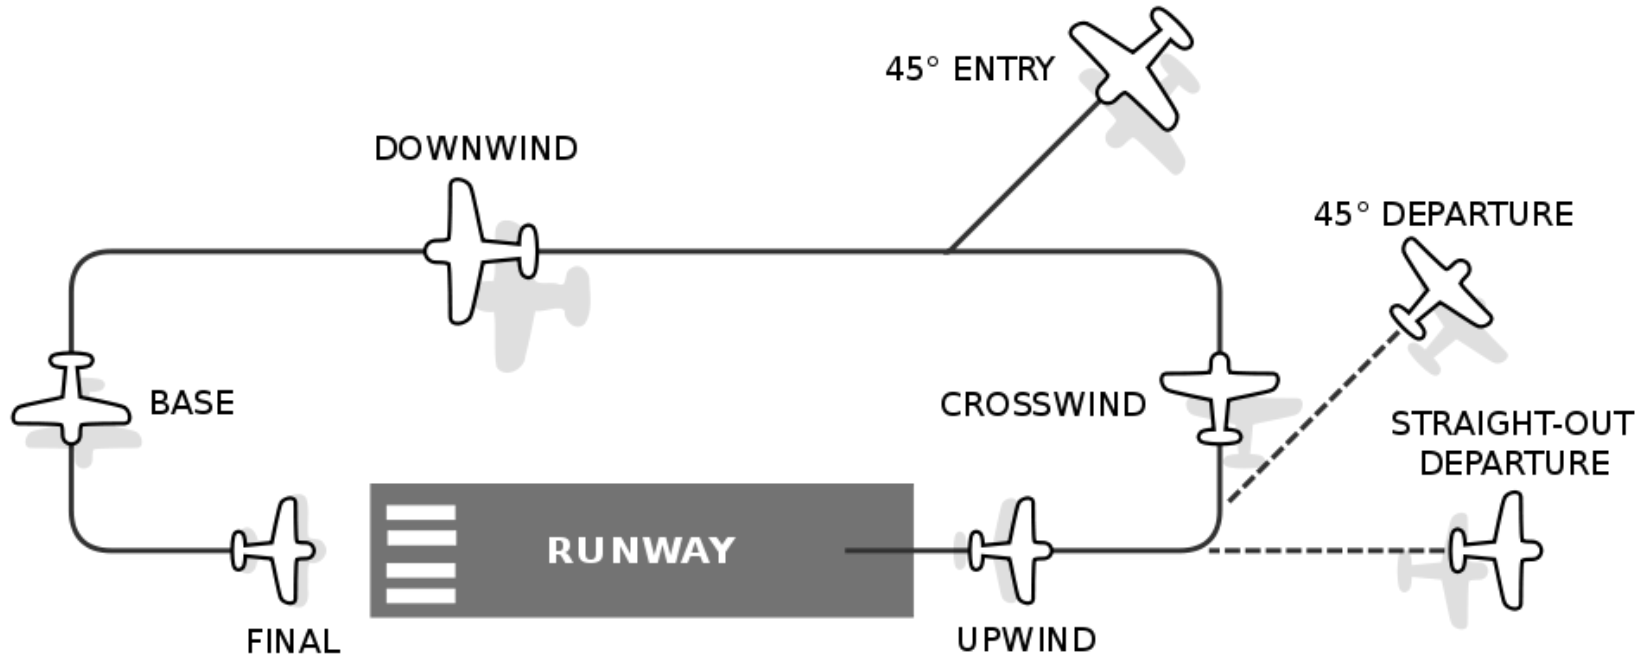 45° ENTRY
DOWNWIND
45° DEPARTURE
BASE
CROSSWIND
STRAIGHT-OUT
DEPARTURE
RUNWAY
FINAL
UPWIND